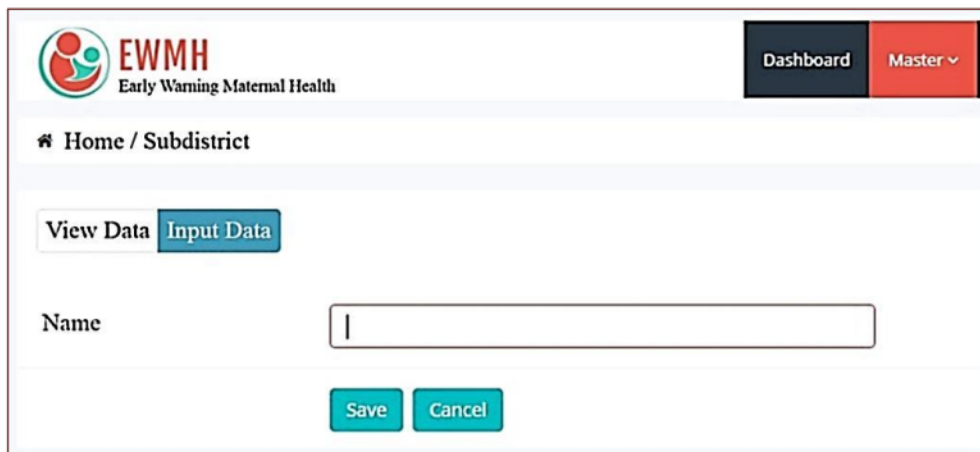 EWMH
Early Warning Maternal Health
Dashboard
Master
Home / Subdistrict
View Data
Input Data
Name
Save
Cancel